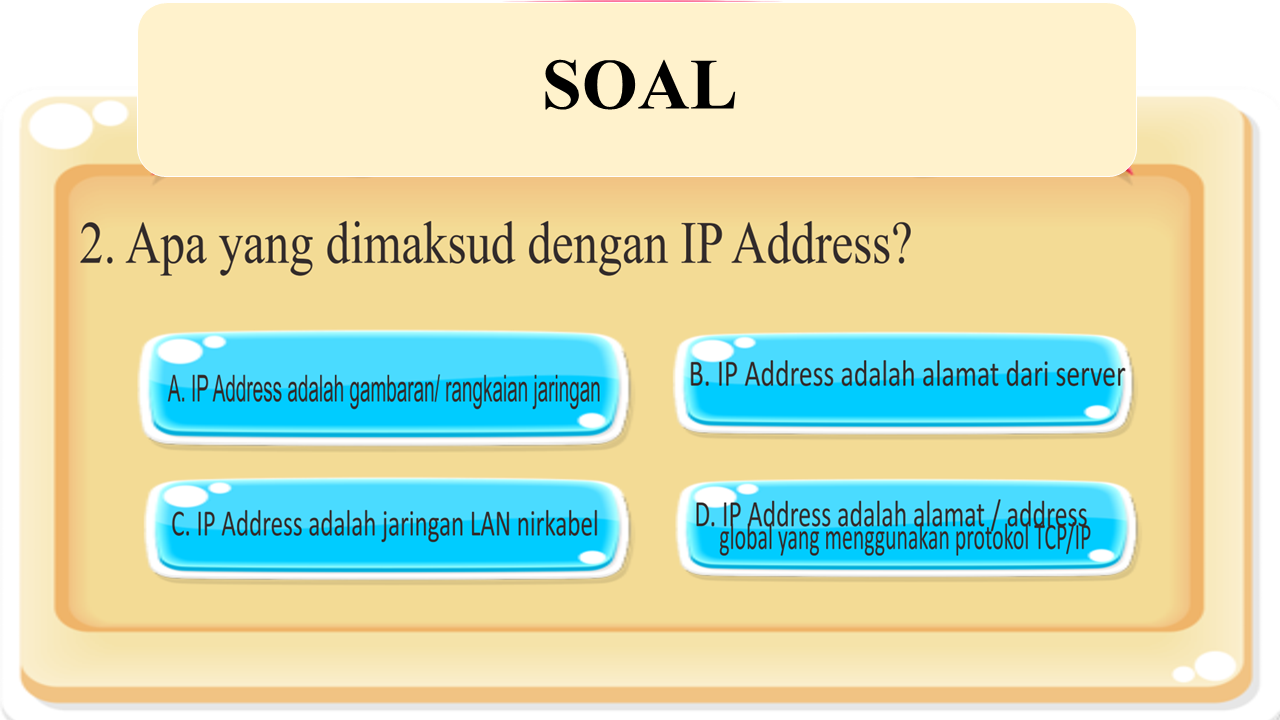 SOAL
2. Apa yang dimaksud dengan IP Address?
A. IP Address adalah gambaran/ rangkaian jaringan
B. IP Address adalah alamat dari server
C. IP Address adalah jaringan LAN nirkabel
D. IP Address adalah alamat / address
global yang menggunakan protokol TCP/IP